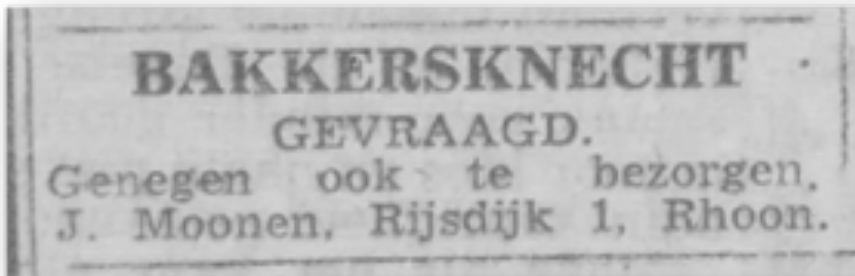 BAKKERSKNECHT
GEVRAAGD.
Genegen ook te bezorgen.
J. Moonen, Rijsdijk 1, Rhoon.